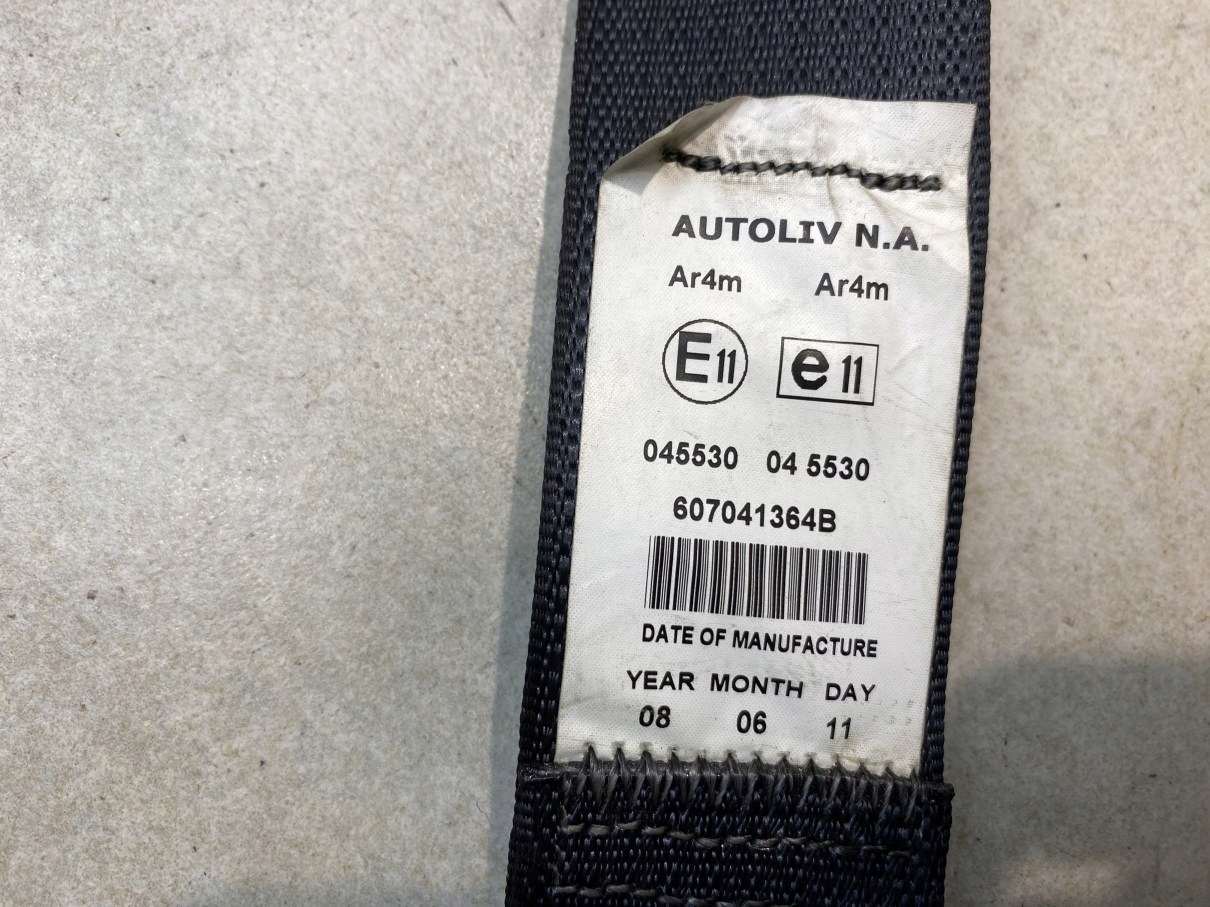 AUTOLIV N.A.
Ar4m Ar4m
E11 e11
045530 04 5530
607041364B
DATE OF MANUFACTURE
YEAR MONTH DAY
08 06 11